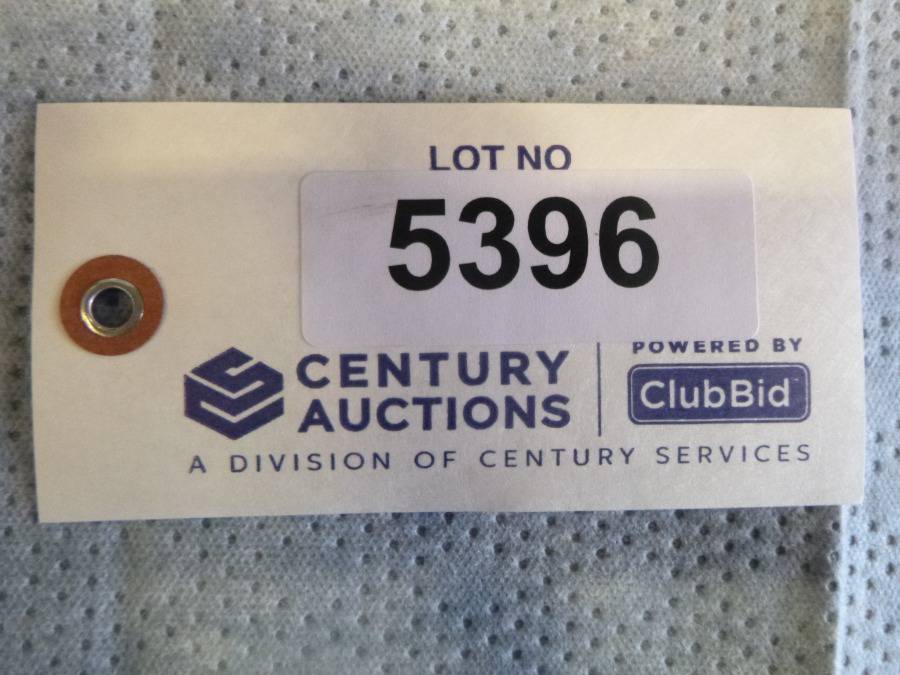 LOT NO
5396
CENTURY
AUCTIONS
POWERED BY
ClubBid
A DIVISION OF CENTURY SERVICES